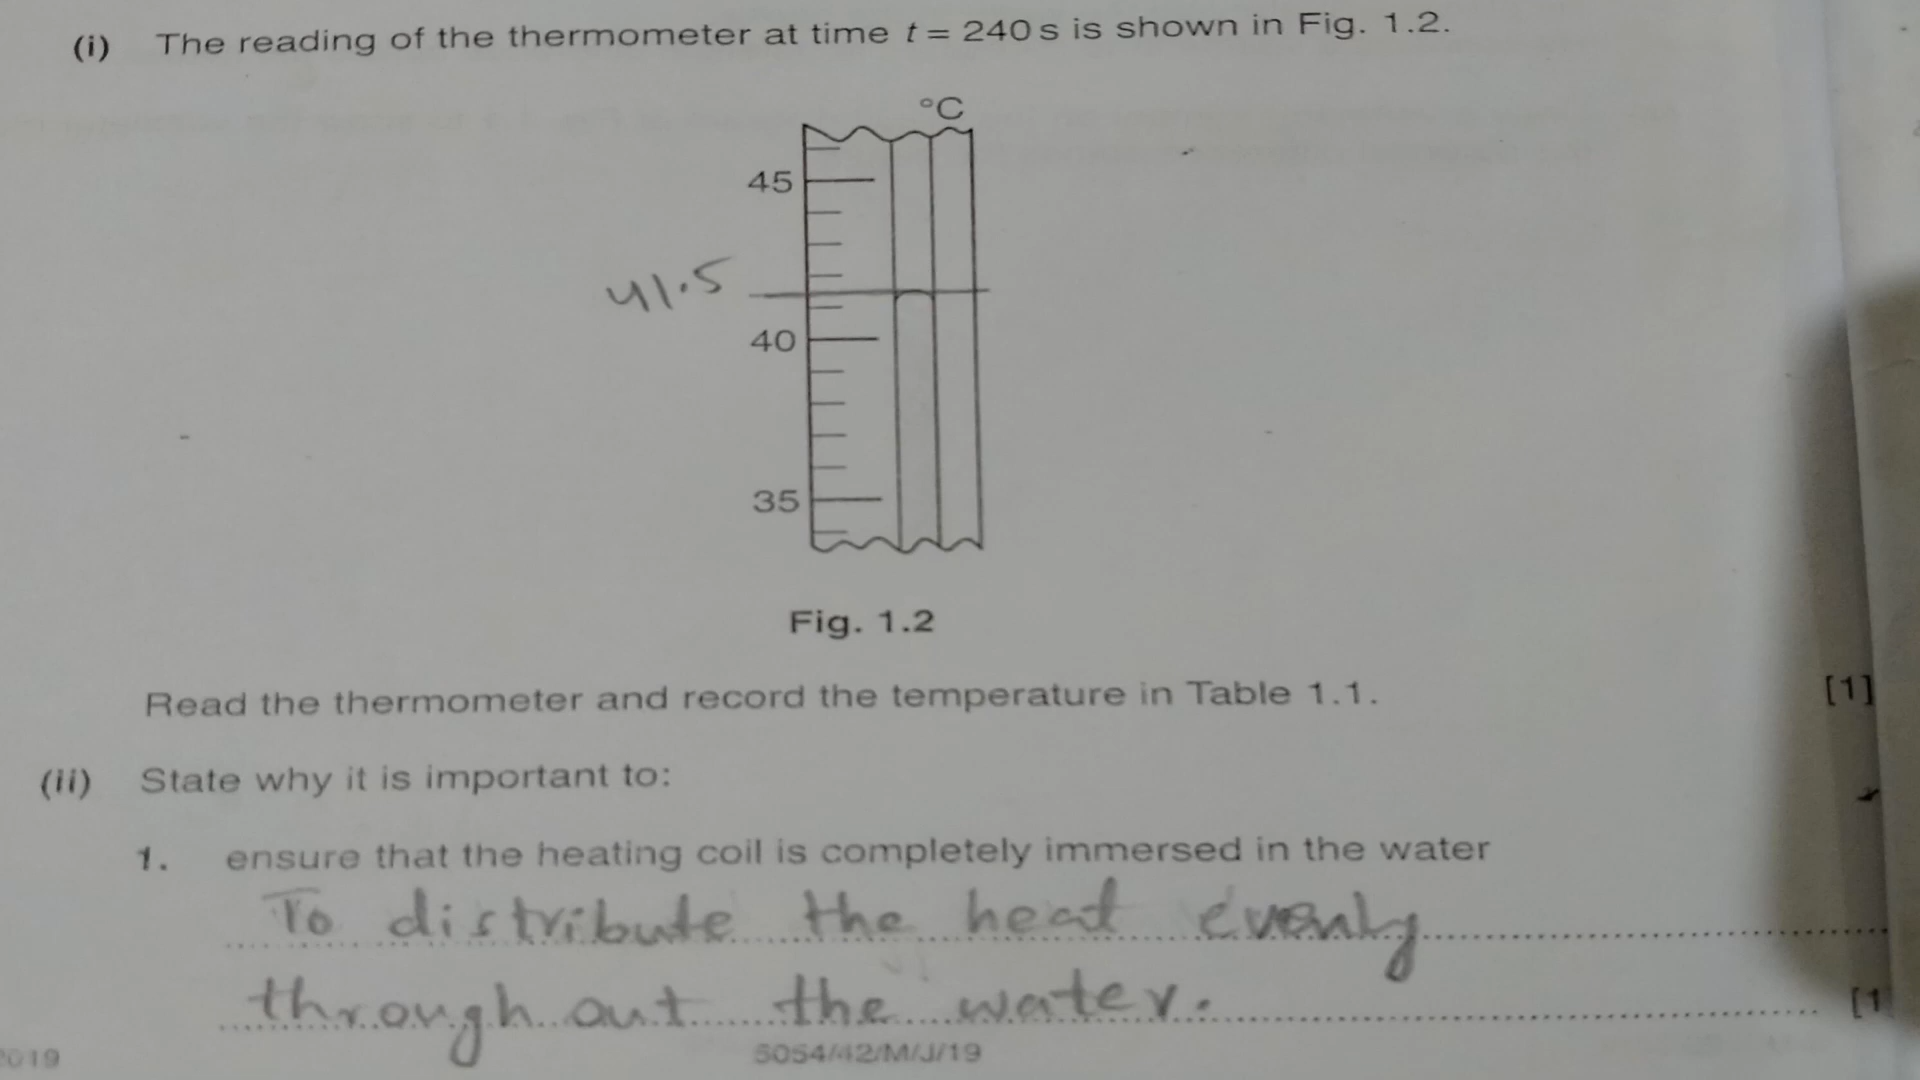 (i) The reading of the thermometer at time t = 240 s is shown in Fig. 1.2.
°C
45
41.5
40
35
Fig. 1.2
Read the thermometer and record the temperature in Table 1.1.
[1]
(ii) State why it is important to:
1. ensure that the heating coil is completely immersed in the water
To distribute the heat evenly
throughout the water.
[1
2019
5054/42/M/J/19